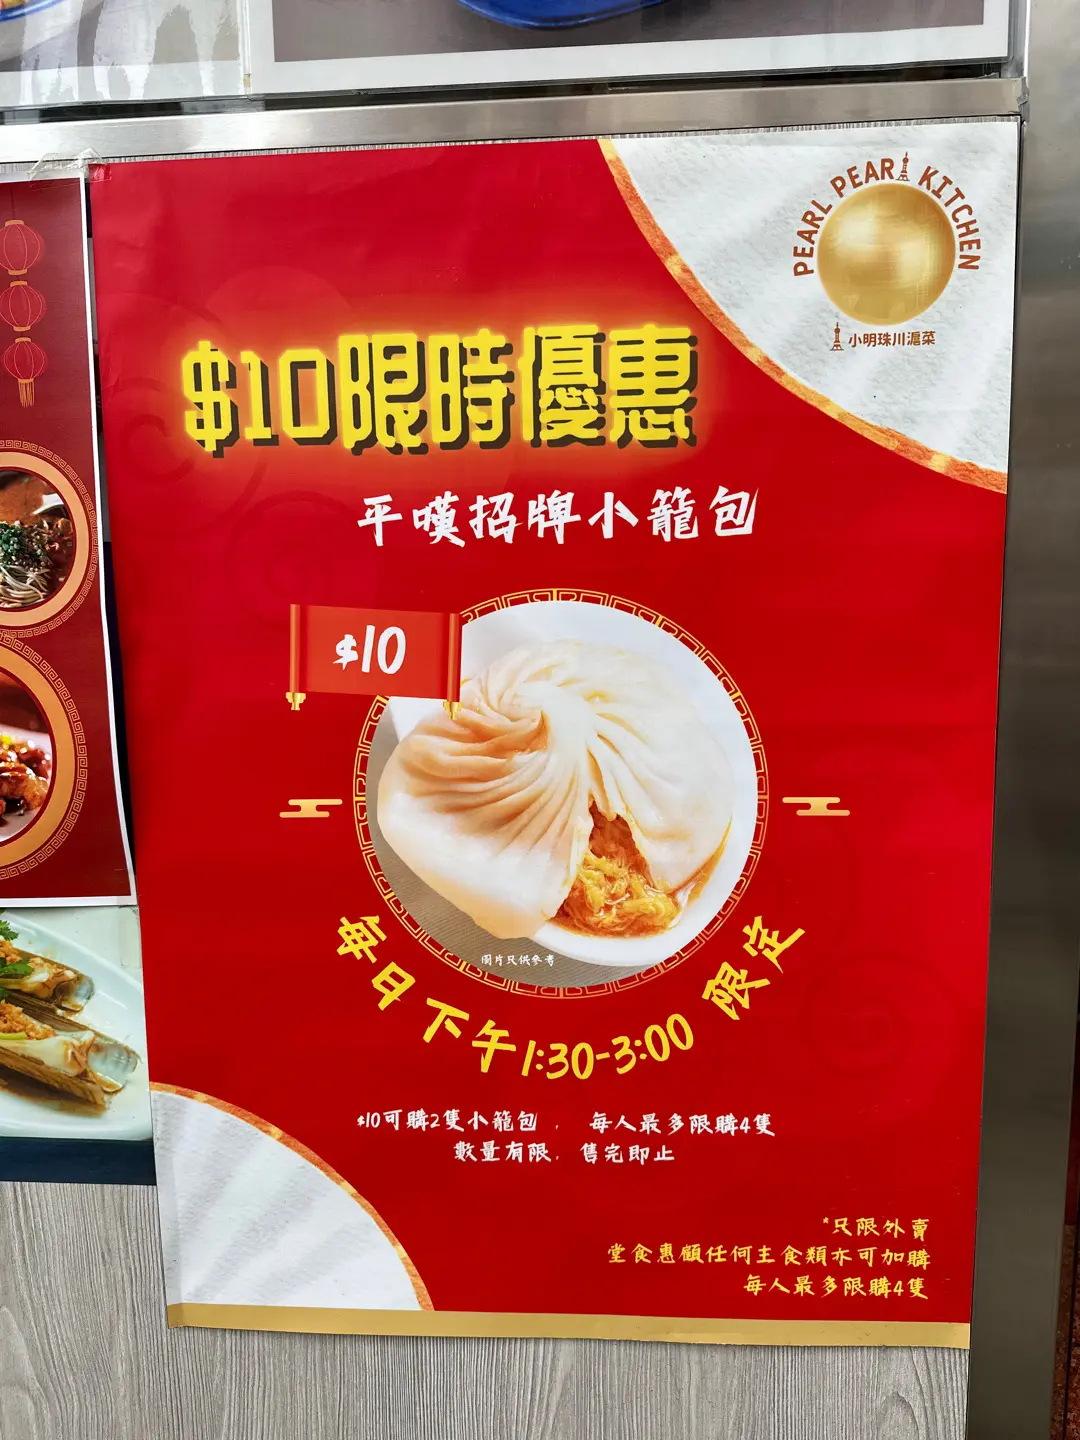 PEARL PEARL KITCHEN
小明珠川滬菜
$10限時優惠
平嘆招牌小籠包
$10
圖片只供參考
每日下午1:30-3:00 限定
$10可購2隻小籠包 , 每人最多限購4隻
數量有限, 售完即止
*只限外賣
堂食惠顧任何主食類亦可加購
每人最多限購4隻